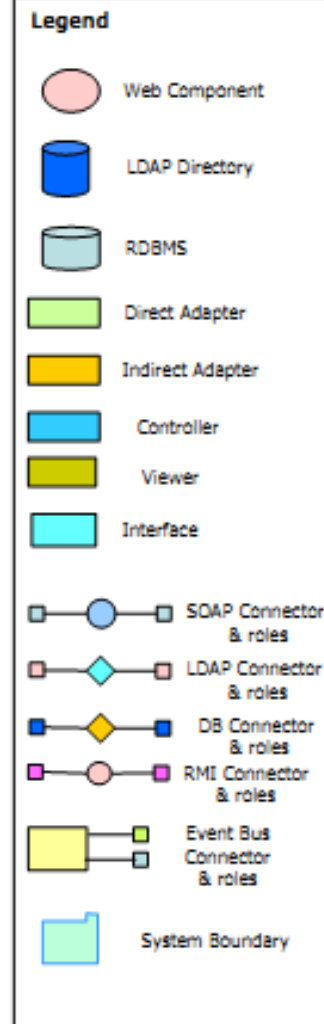 Legend
Web Component
LDAP Directory
RDBMS
Direct Adapter
Indirect Adapter
Controller
Viewer
Interface
SOAP Connector
& roles
LDAP Connector
& roles
DB Connector
& roles
RMI Connector
& roles
Event Bus
Connector
& roles
System Boundary